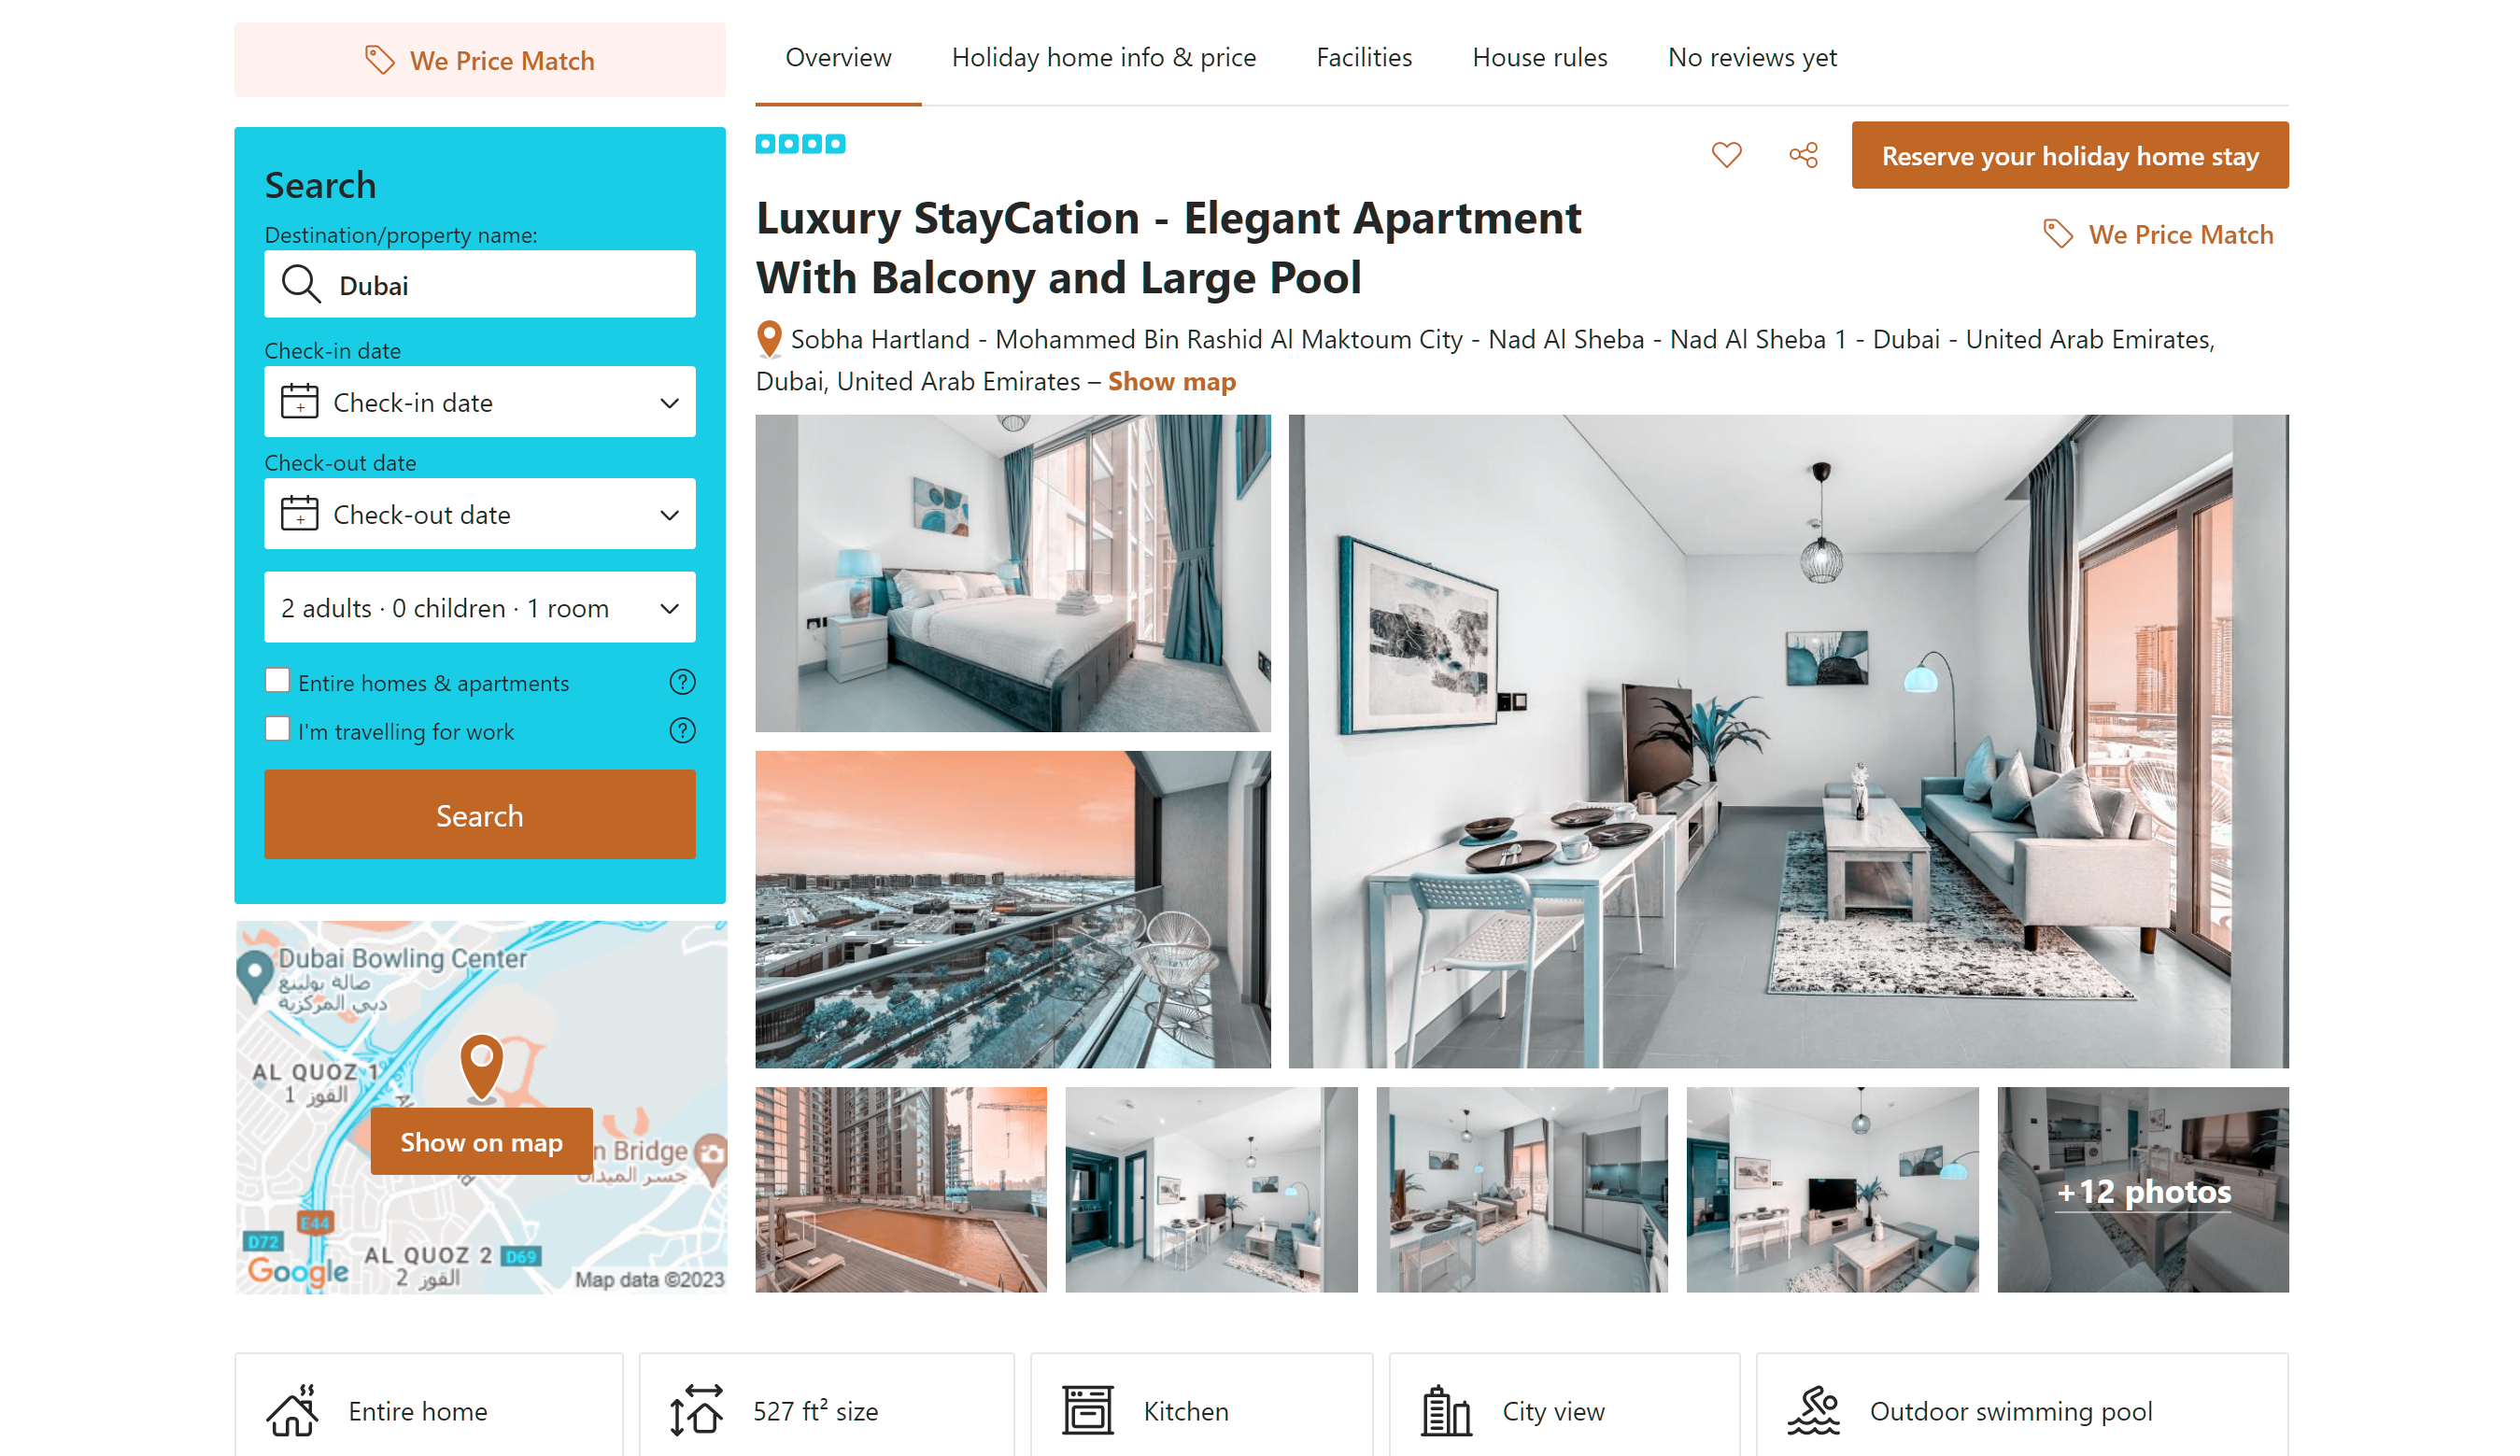 We Price Match
Overview
Holiday home info & price
Facilities
House rules
No reviews yet
Search
Destination/property name:
Dubai
Check-in date
Check-in date
Check-out date
Check-out date
2 adults · 0 children · 1 room
Entire homes & apartments
I'm travelling for work
Search
Reserve your holiday home stay
Luxury StayCation - Elegant Apartment
With Balcony and Large Pool
We Price Match
Sobha Hartland - Mohammed Bin Rashid Al Maktoum City - Nad Al Sheba - Nad Al Sheba 1 - Dubai - United Arab Emirates,
Dubai, United Arab Emirates – Show map
Dubai Bowling Center
صالة بولينغ
دبي المركزية
AL QUOZ 1
القوز 1
Show on map
n Bridge
جسر الميدان
E44
D72
AL QUOZ 2
D69
القوز 2
Google
Map data ©2023
+12 photos
Entire home
527 ft² size
Kitchen
City view
Outdoor swimming pool